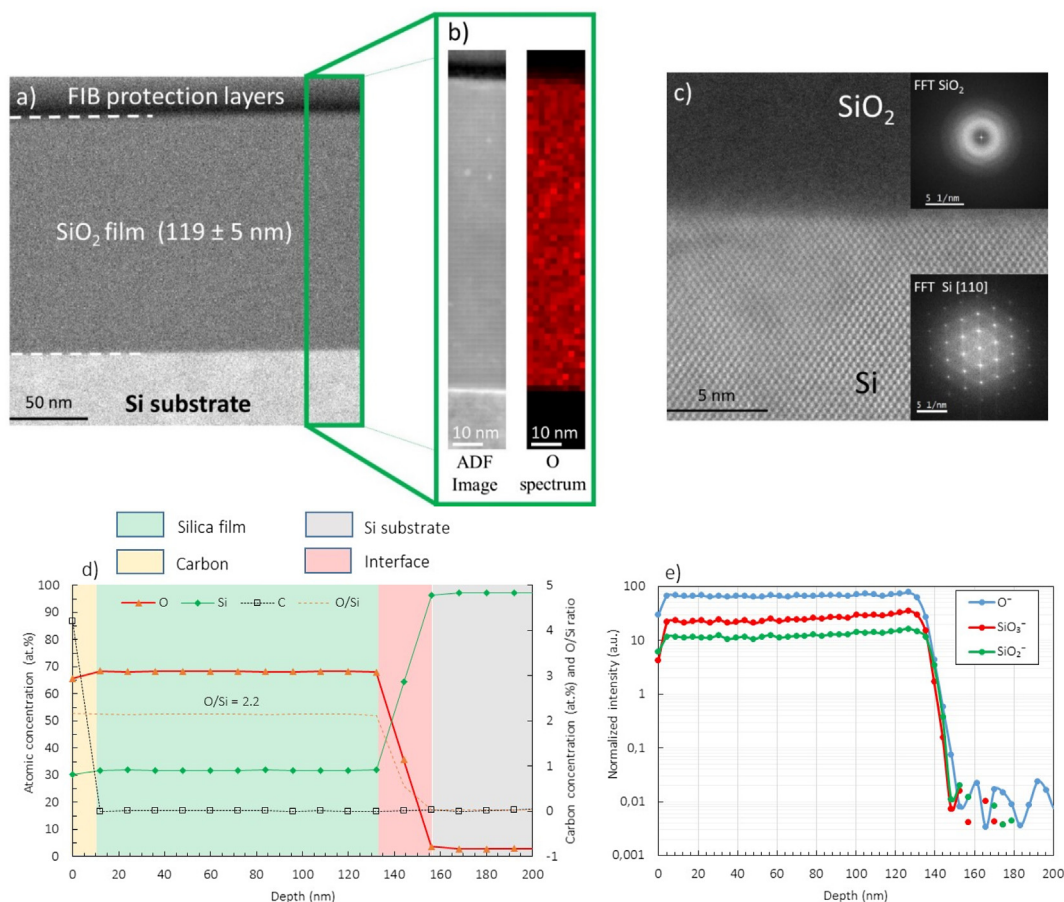 a)
FIB protection layers
SiO₂ film (119 ± 5 nm)
50 nm
Si substrate
b)
10 nm
10 nm
ADF
Image
O
spectrum
c)
SiO₂
FFT SiO₂
5 1/nm
FFT Si [110]
5 1/nm
5 nm
Si
Silica film
Si substrate
Carbon
Interface
d)
O
Si
C
O/Si
O/Si = 2.2
Atomic concentration (at.%)
100
90
80
70
60
50
40
30
20
10
0
0
20
40
60
80
100
120
140
160
180
200
Depth (nm)
5
4
3
2
1
0
-1
Carbon concentration (at.%) and O/Si ratio
e)
O⁻
SiO₃⁻
SiO₂⁻
Normalized intensity (a.u.)
100
10
1
0,1
0,01
0,001
0
20
40
60
80
100
120
140
160
180
200
Depth (nm)